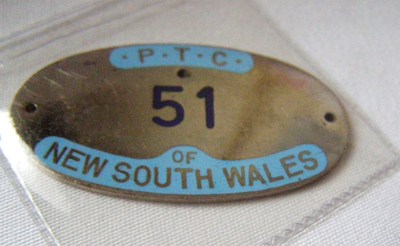 · P · T · C ·
51
OF
NEW SOUTH WALES